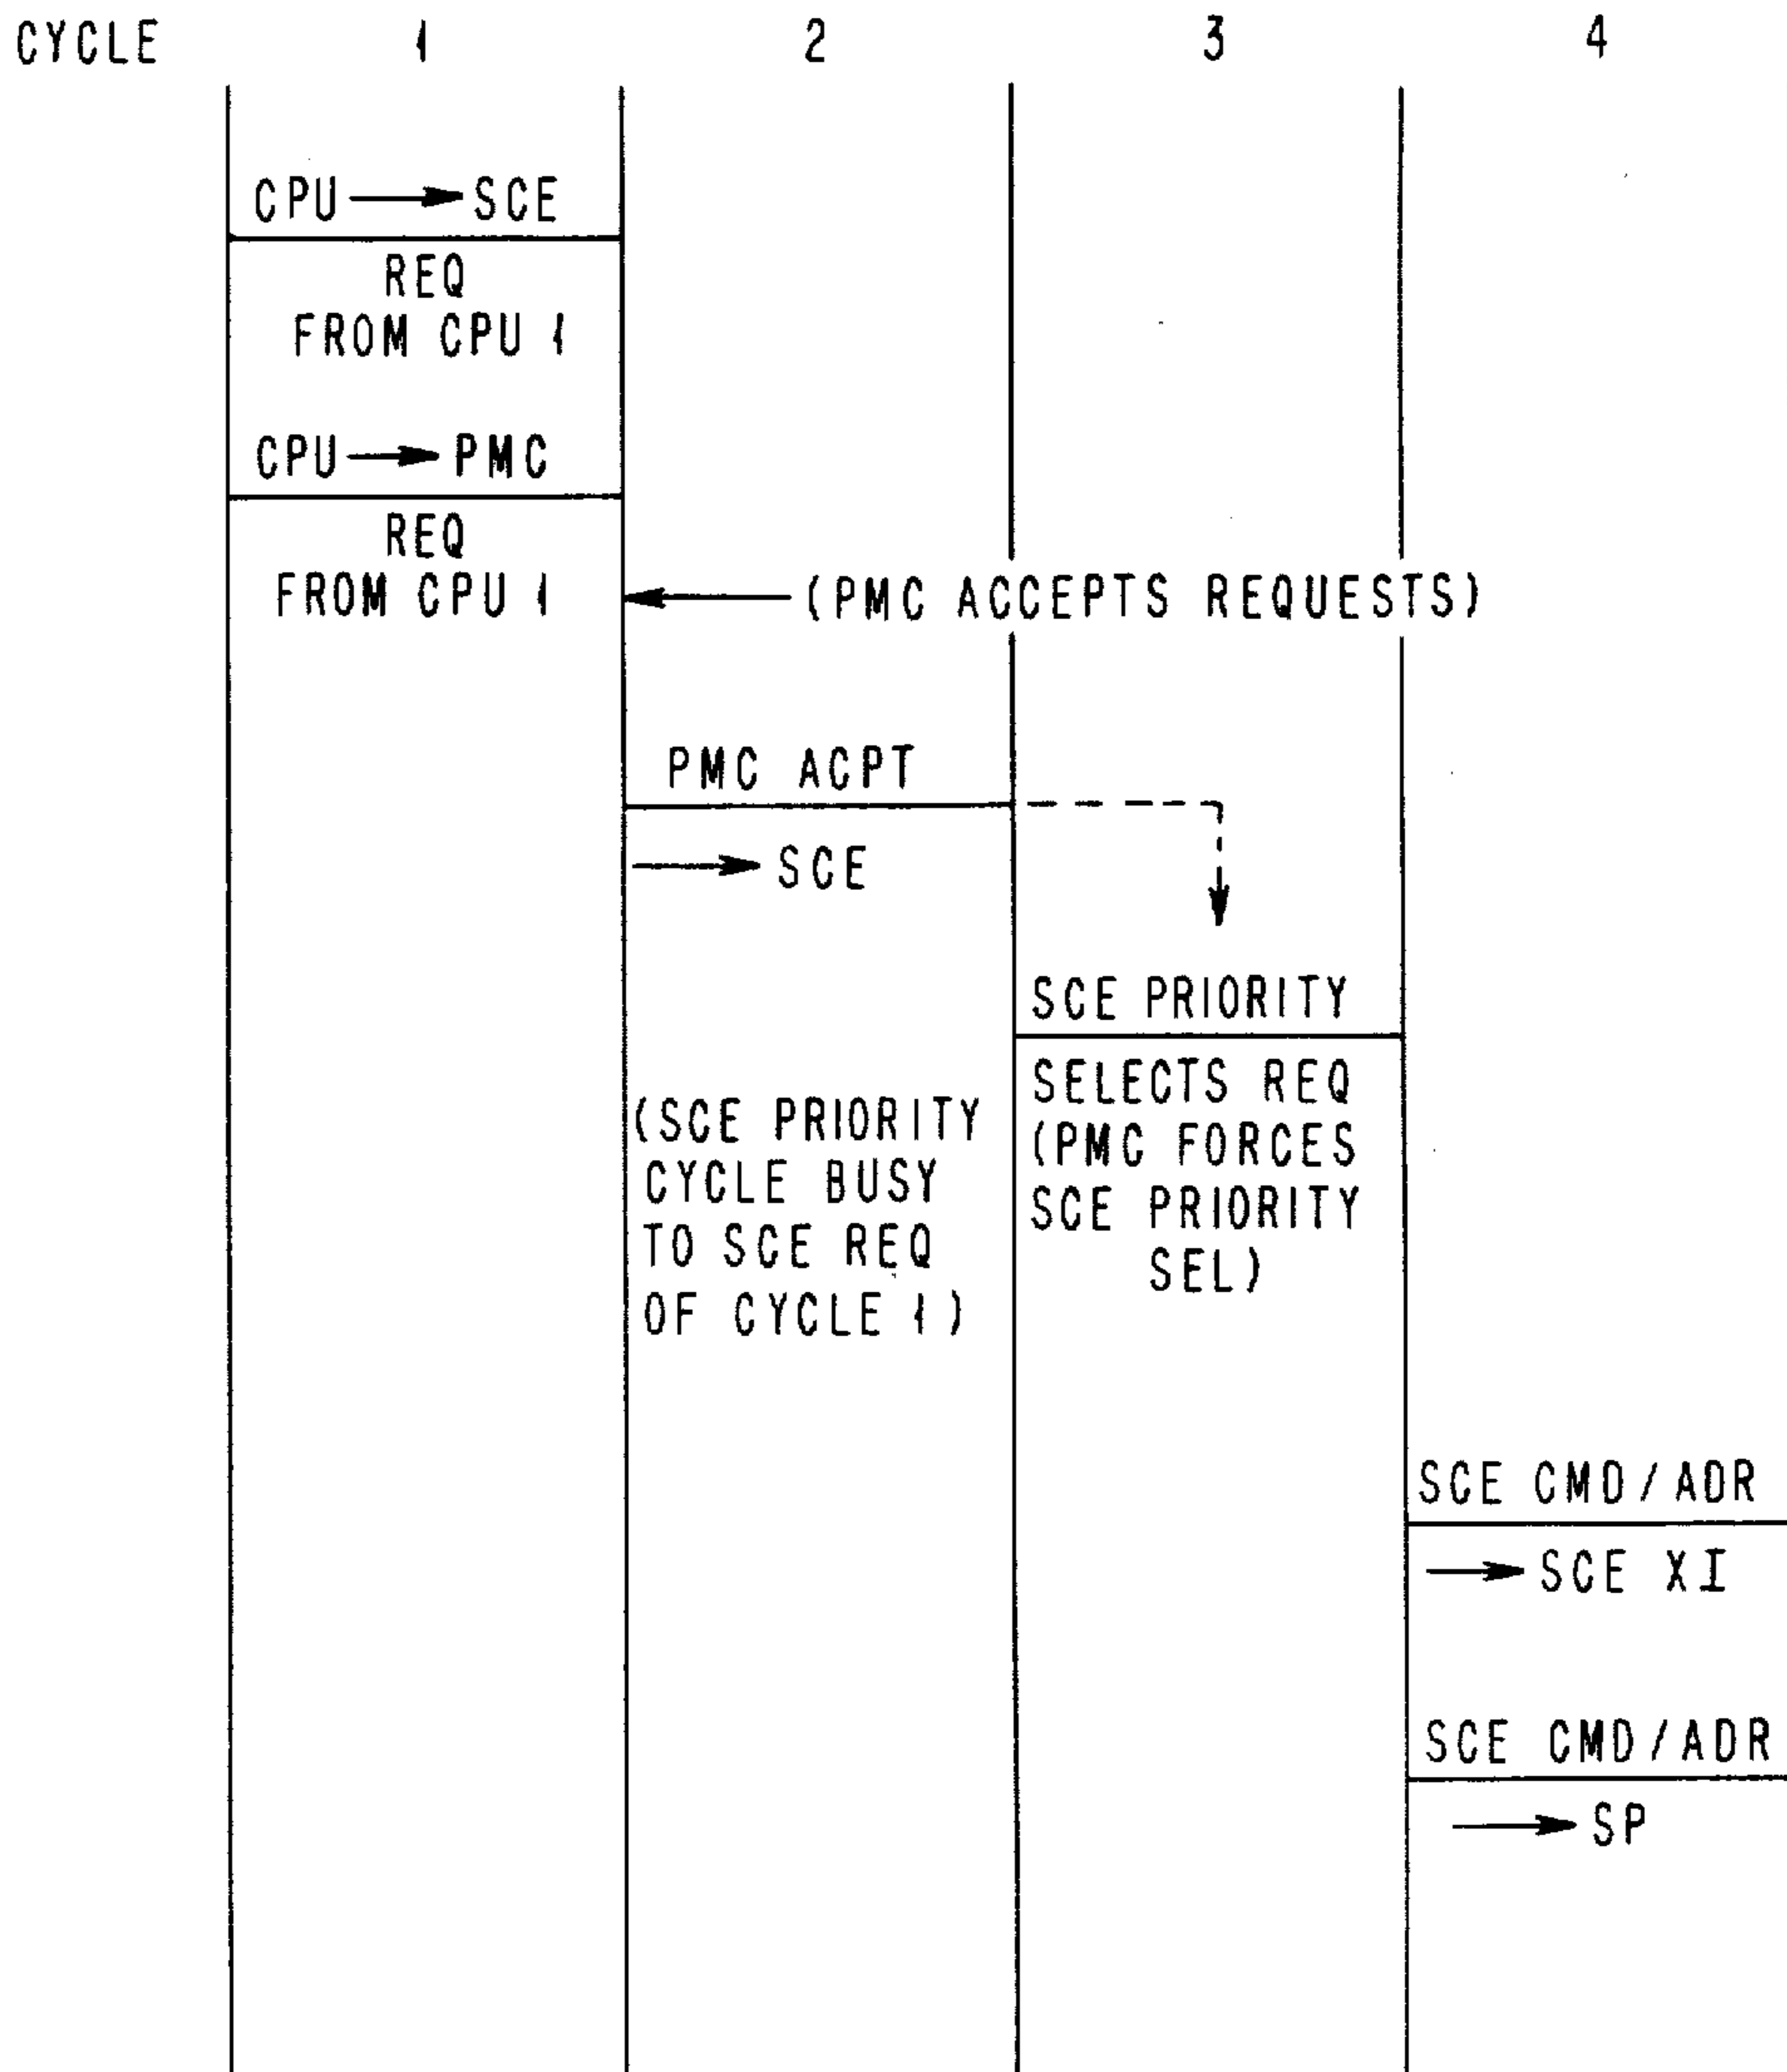 CYCLE 1 2 3 4
CPU → SCE
REQ
FROM CPU 1
CPU → PMC
REQ
FROM CPU 1
(PMC ACCEPTS REQUESTS)
PMC ACPT
→ SCE
(SCE PRIORITY
CYCLE BUSY
TO SCE REQ
OF CYCLE 1)
SCE PRIORITY
SELECTS REQ
(PMC FORCES
SCE PRIORITY
SEL)
SCE CMD/ADR
→ SCE XI
SCE CMD/ADR
→ SP